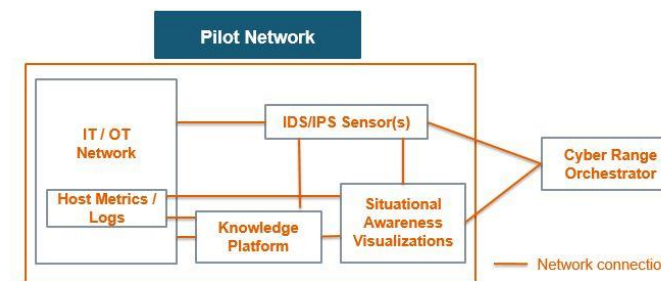 Pilot Network
IDS/IPS Sensor(s)
IT / OT
Network
Cyber Range
Orchestrator
Host Metrics /
Logs
Situational
Awareness
Visualizations
Knowledge
Platform
Network connectio